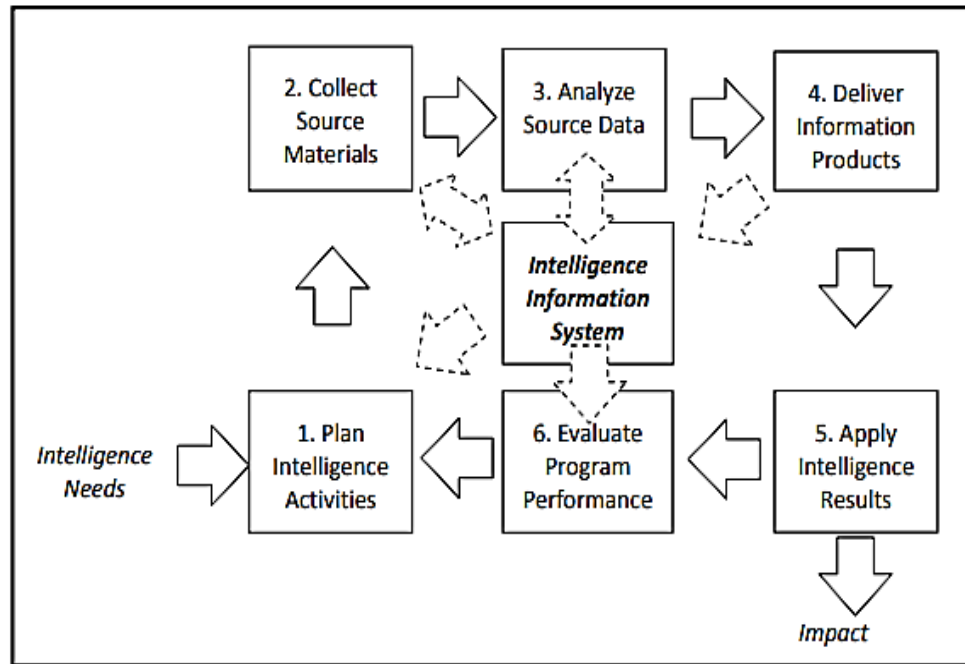 2. Collect
Source
Materials
3. Analyze
Source Data
4. Deliver
Information
Products
Intelligence
Information
System
Intelligence
Needs
1. Plan
Intelligence
Activities
6. Evaluate
Program
Performance
5. Apply
Intelligence
Results
Impact